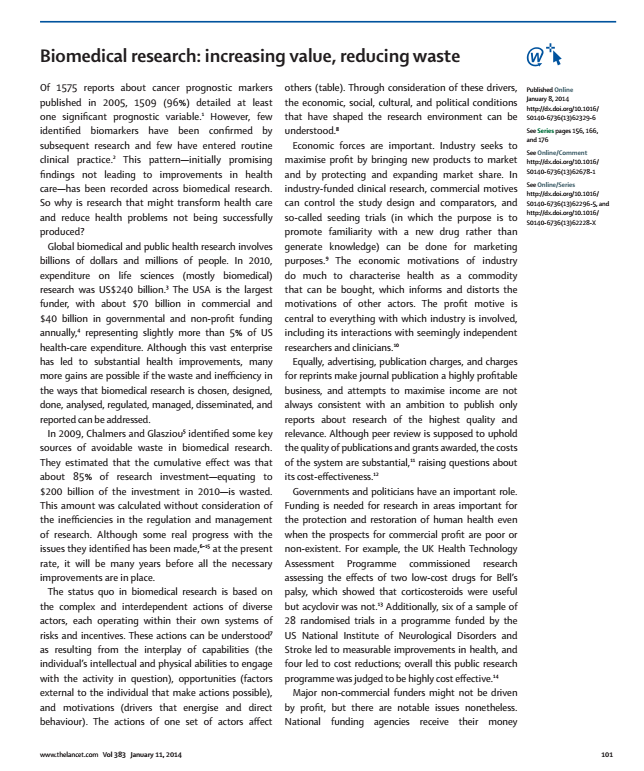 Biomedical research: increasing value, reducing waste
Of 1575 reports about cancer prognostic markers
published in 2005, 1509 (96%) detailed at least
one significant prognostic variable.¹ However, few
identified biomarkers have been confirmed by
subsequent research and few have entered routine
clinical practice.² This pattern—initially promising
findings not leading to improvements in health
care—has been recorded across biomedical research.
So why is research that might transform health care
and reduce health problems not being successfully
produced?
Global biomedical and public health research involves
billions of dollars and millions of people. In 2010,
expenditure on life sciences (mostly biomedical)
research was US$240 billion.³ The USA is the largest
funder, with about $70 billion in commercial and
$40 billion in governmental and non-profit funding
annually,⁴ representing slightly more than 5% of US
health-care expenditure. Although this vast enterprise
has led to substantial health improvements, many
more gains are possible if the waste and inefficiency in
the ways that biomedical research is chosen, designed,
done, analysed, regulated, managed, disseminated, and
reported can be addressed.
In 2009, Chalmers and Glasziou⁵ identified some key
sources of avoidable waste in biomedical research.
They estimated that the cumulative effect was that
about 85% of research investment—equating to
$200 billion of the investment in 2010—is wasted.
This amount was calculated without consideration of
the inefficiencies in the regulation and management
of research. Although some real progress with the
issues they identified has been made,⁶⁻¹⁵ at the present
rate, it will be many years before all the necessary
improvements are in place.
The status quo in biomedical research is based on
the complex and interdependent actions of diverse
actors, each operating within their own systems of
risks and incentives. These actions can be understood⁷
as resulting from the interplay of capabilities (the
individual's intellectual and physical abilities to engage
with the activity in question), opportunities (factors
external to the individual that make actions possible),
and motivations (drivers that energise and direct
behaviour). The actions of one set of actors affect
others (table). Through consideration of these drivers,
the economic, social, cultural, and political conditions
that have shaped the research environment can be
understood.⁸
Economic forces are important. Industry seeks to
maximise profit by bringing new products to market
and by protecting and expanding market share. In
industry-funded clinical research, commercial motives
can control the study design and comparators, and
so-called seeding trials (in which the purpose is to
promote familiarity with a new drug rather than
generate knowledge) can be done for marketing
purposes.⁹ The economic motivations of industry
do much to characterise health as a commodity
that can be bought, which informs and distorts the
motivations of other actors. The profit motive is
central to everything with which industry is involved,
including its interactions with seemingly independent
researchers and clinicians.¹⁰
Equally, advertising, publication charges, and charges
for reprints make journal publication a highly profitable
business, and attempts to maximise income are not
always consistent with an ambition to publish only
reports about research of the highest quality and
relevance. Although peer review is supposed to uphold
the quality of publications and grants awarded, the costs
of the system are substantial,¹¹ raising questions about
its cost-effectiveness.¹²
Governments and politicians have an important role.
Funding is needed for research in areas important for
the protection and restoration of human health even
when the prospects for commercial profit are poor or
non-existent. For example, the UK Health Technology
Assessment Programme commissioned research
assessing the effects of two low-cost drugs for Bell's
palsy, which showed that corticosteroids were useful
but acyclovir was not.¹³ Additionally, six of a sample of
28 randomised trials in a programme funded by the
US National Institute of Neurological Disorders and
Stroke led to measurable improvements in health, and
four led to cost reductions; overall this public research
programme was judged to be highly cost effective.¹⁴
Major non-commercial funders might not be driven
by profit, but there are notable issues nonetheless.
National funding agencies receive their money
W
Published Online
January 8, 2014
http://dx.doi.org/10.1016/
S0140-6736(13)62329-6
See Series pages 156, 166,
and 176
See Online/Comment
http://dx.doi.org/10.1016/
S0140-6736(13)62678-1
See Online/Series
http://dx.doi.org/10.1016/
S0140-6736(13)62296-5, and
http://dx.doi.org/10.1016/
S0140-6736(13)62228-X
www.thelancet.com Vol 383 January 11, 2014
101